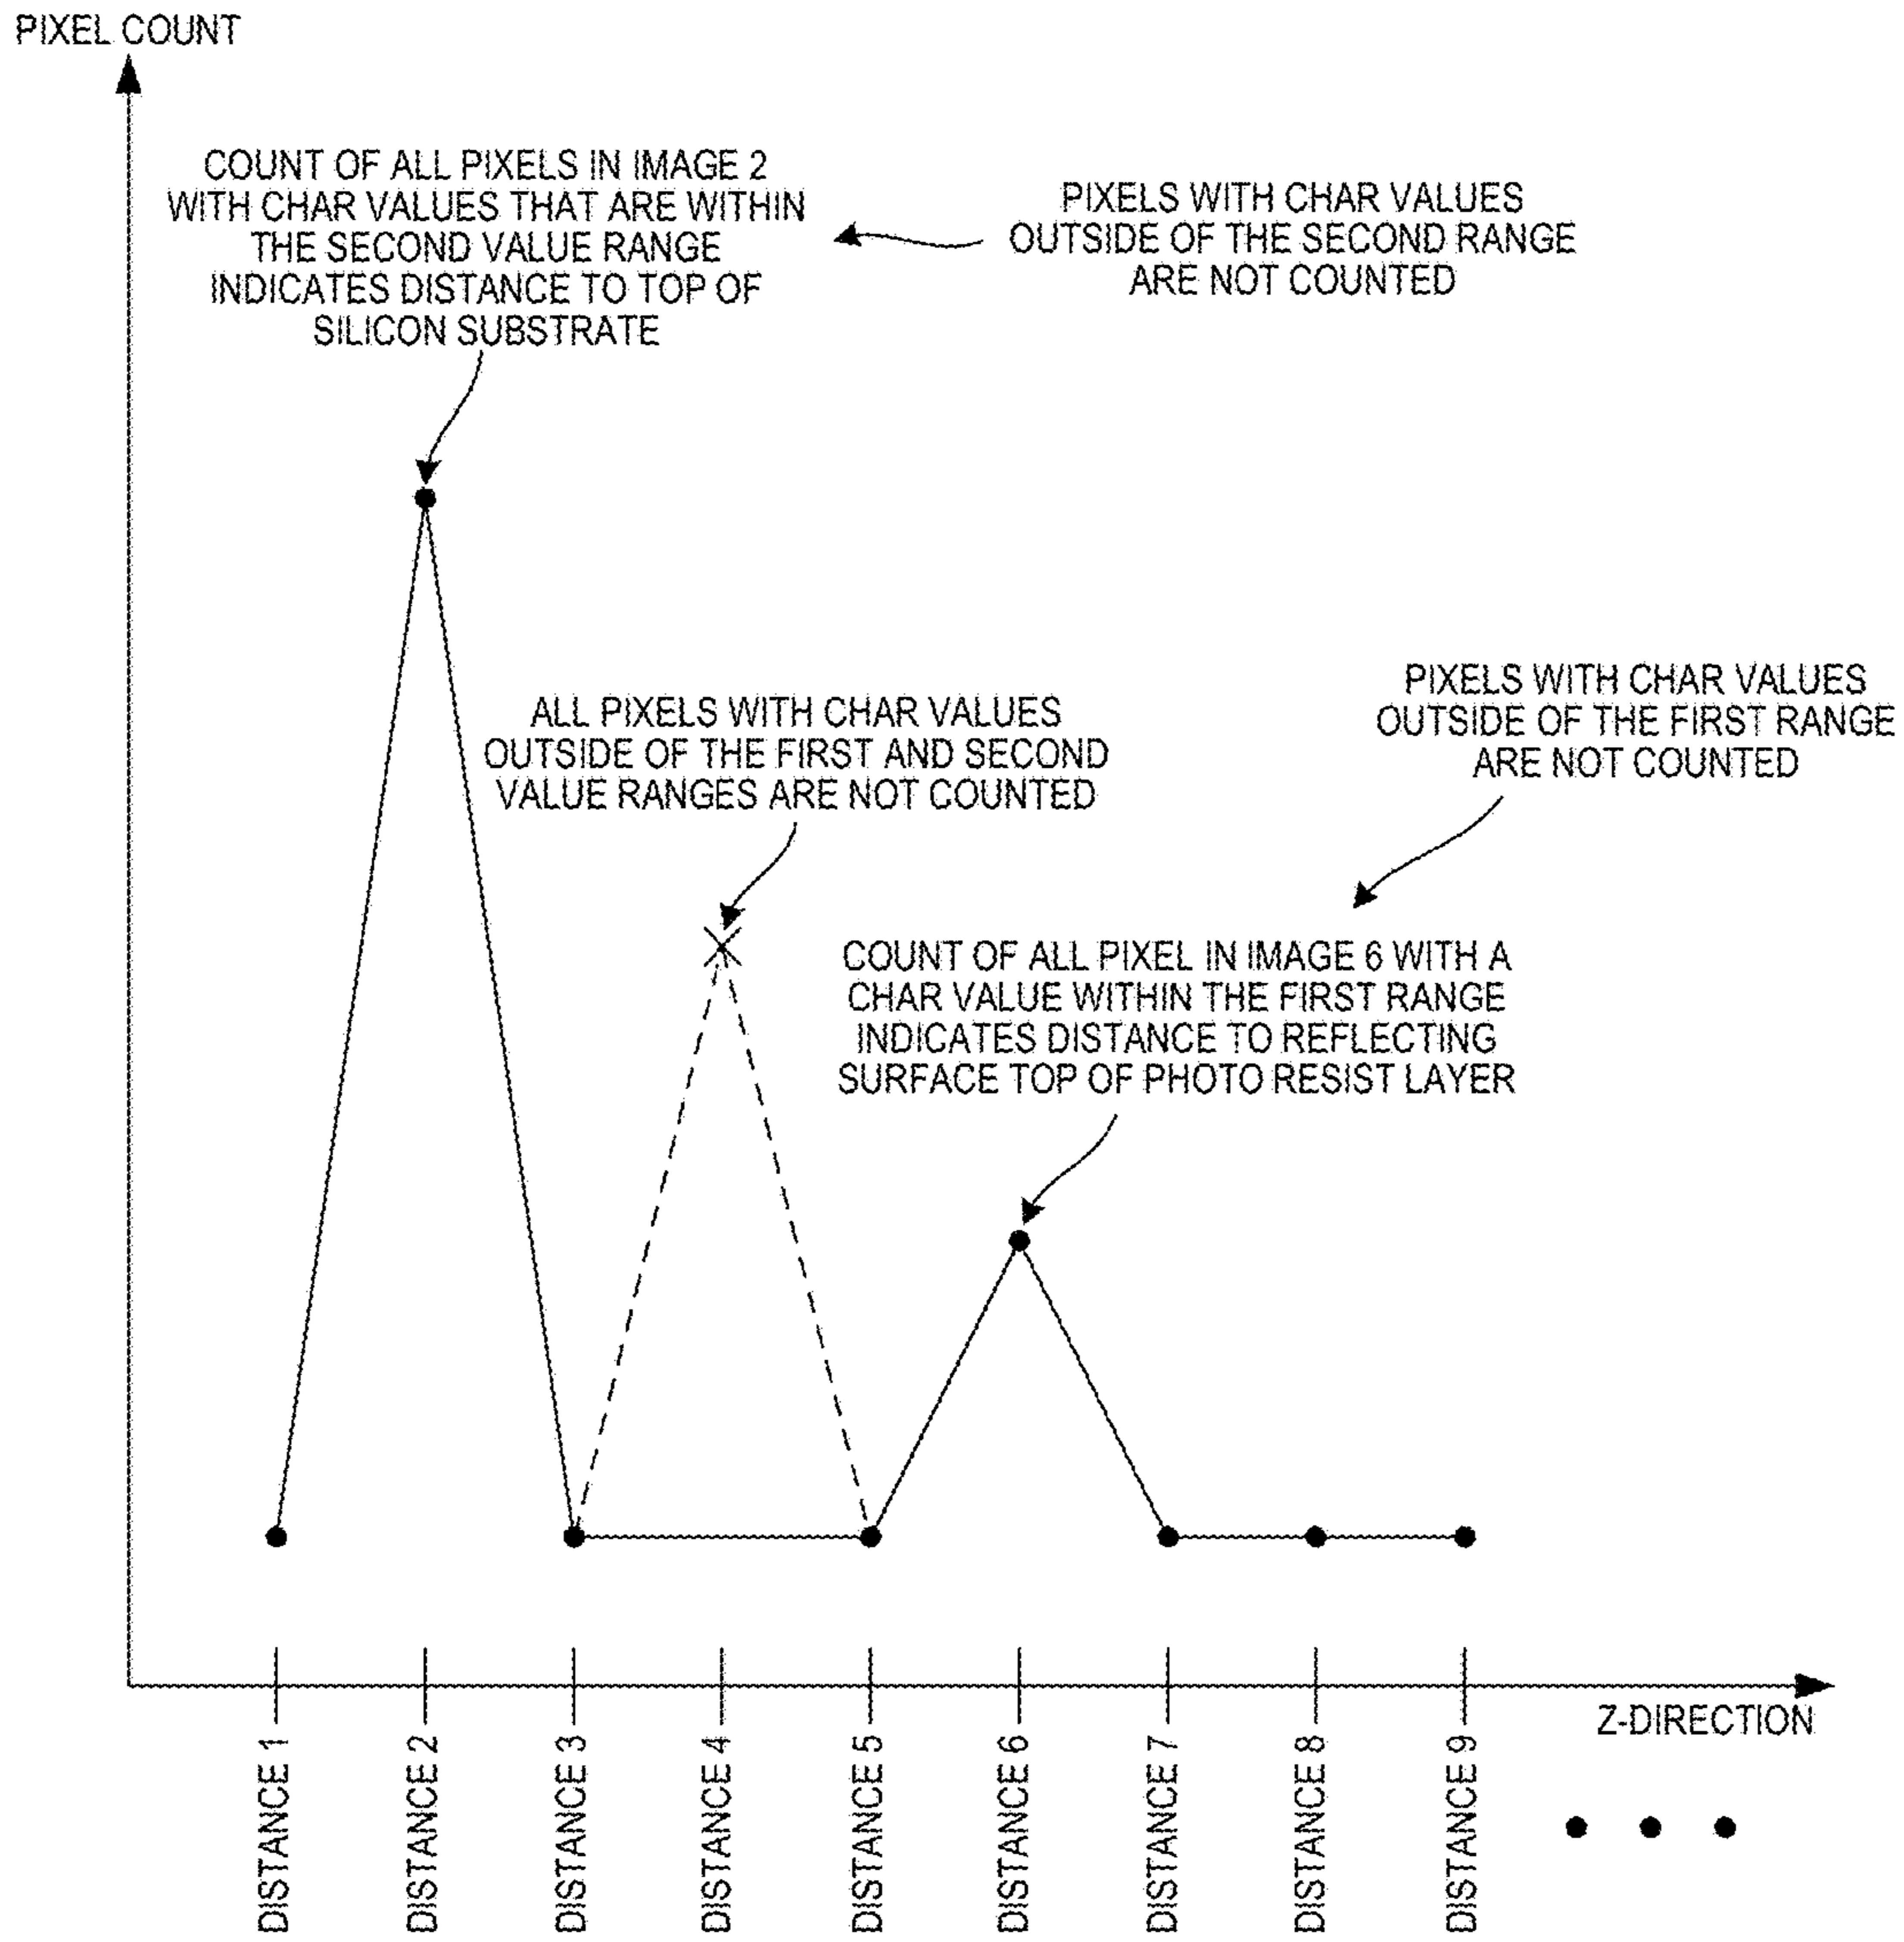 PIXEL COUNT
COUNT OF ALL PIXELS IN IMAGE 2
WITH CHAR VALUES THAT ARE WITHIN
THE SECOND VALUE RANGE
INDICATES DISTANCE TO TOP OF
SILICON SUBSTRATE
PIXELS WITH CHAR VALUES
OUTSIDE OF THE SECOND RANGE
ARE NOT COUNTED
ALL PIXELS WITH CHAR VALUES
OUTSIDE OF THE FIRST AND SECOND
VALUE RANGES ARE NOT COUNTED
PIXELS WITH CHAR VALUES
OUTSIDE OF THE FIRST RANGE
ARE NOT COUNTED
COUNT OF ALL PIXEL IN IMAGE 6 WITH A
CHAR VALUE WITHIN THE FIRST RANGE
INDICATES DISTANCE TO REFLECTING
SURFACE TOP OF PHOTO RESIST LAYER
Z-DIRECTION
DISTANCE 1
DISTANCE 2
DISTANCE 3
DISTANCE 4
DISTANCE 5
DISTANCE 6
DISTANCE 7
DISTANCE 8
DISTANCE 9